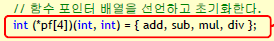 // 함수 포인터 배열을 선언하고 초기화한다.
int (*pf[4])(int, int) = { add, sub, mul, div };